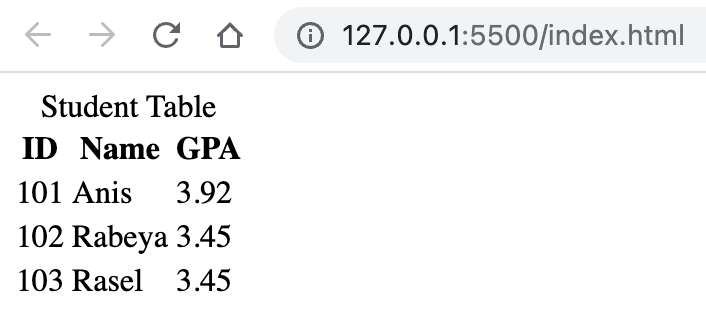 127.0.0.1:5500/index.html
Student Table
ID Name GPA
101 Anis 3.92
102 Rabeya 3.45
103 Rasel 3.45